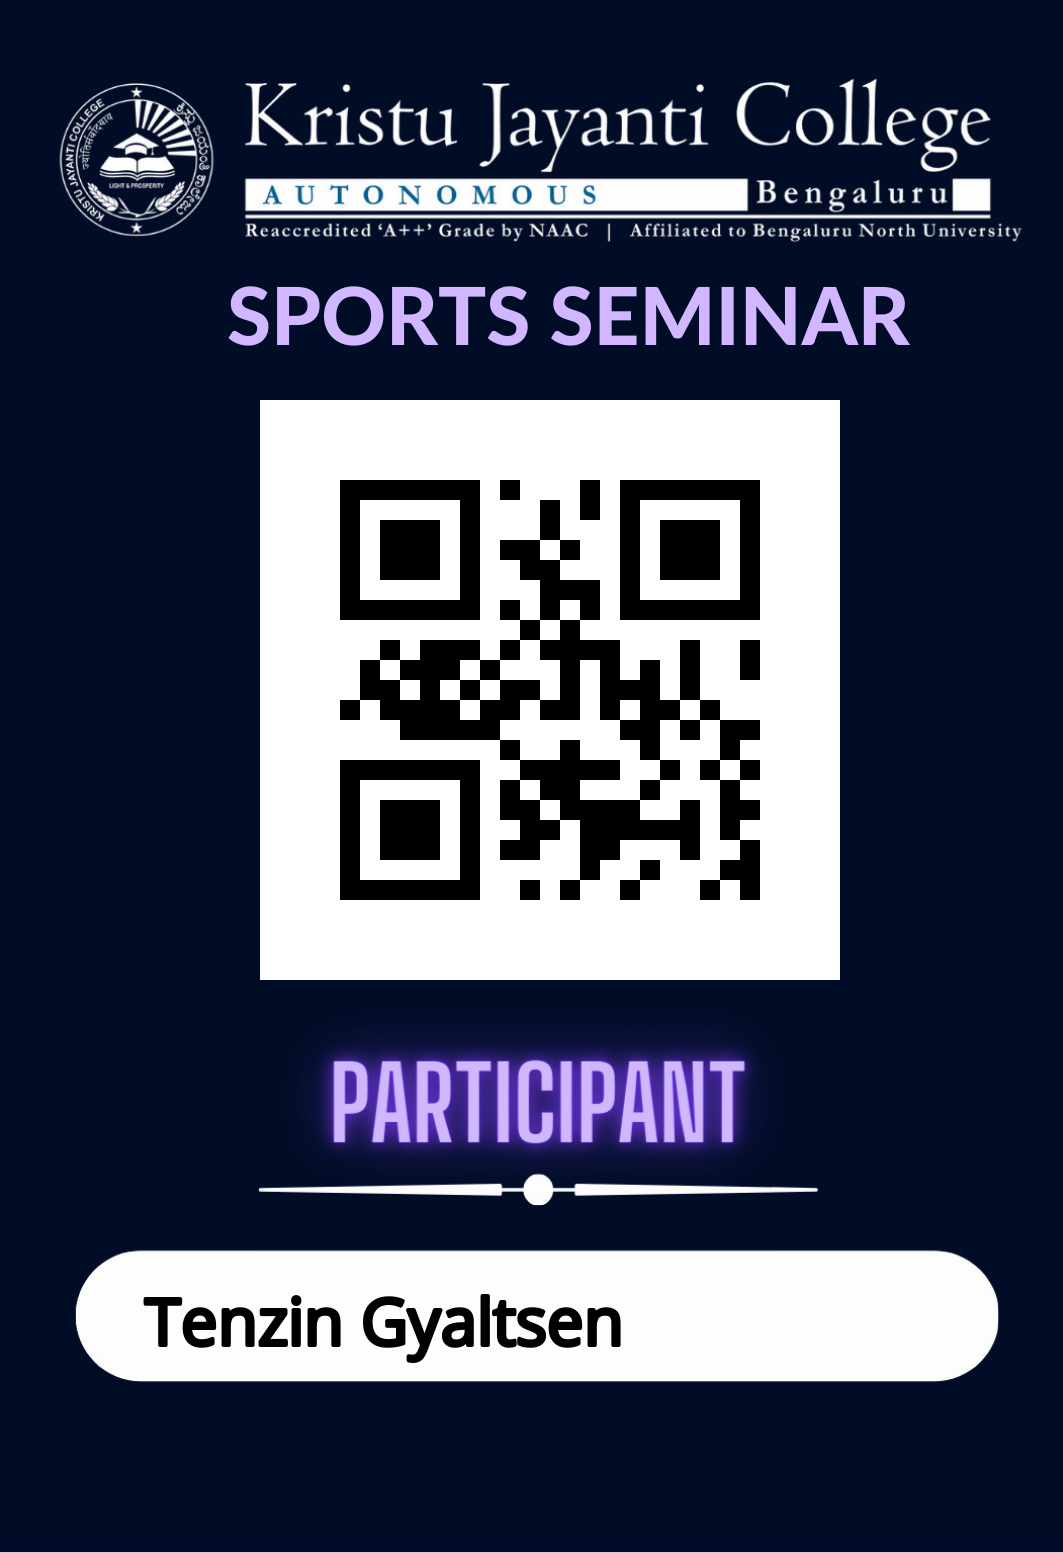 Kristu Jayanti College
AUTONOMOUS Bengaluru
Reaccredited ‘A++’ Grade by NAAC | Affiliated to Bengaluru North University
KRISTU JAYANTI COLLEGE
LIGHT & PROSPERITY
SPORTS SEMINAR
PARTICIPANT
Tenzin Gyaltsen